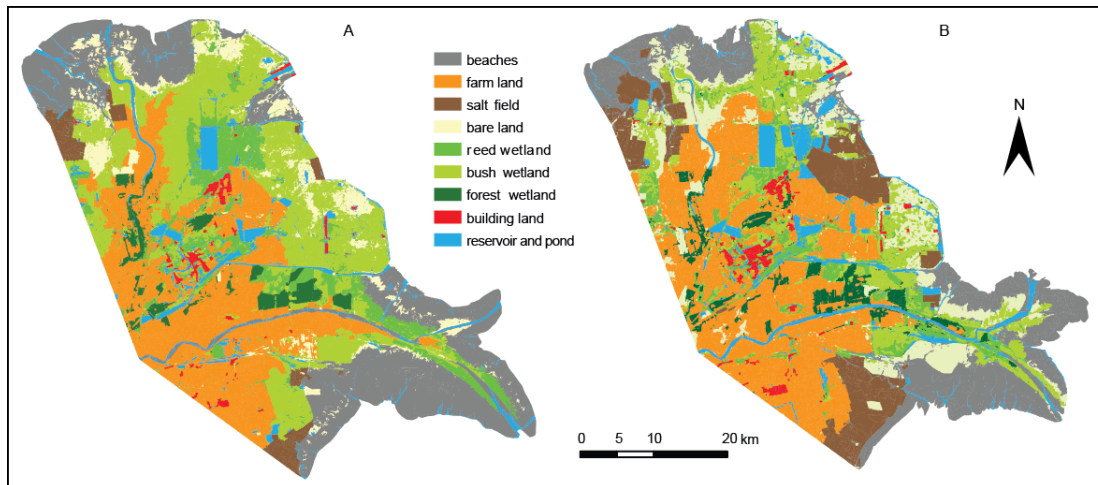 A
B
beaches
farm land
salt field
bare land
reed wetland
bush wetland
forest wetland
building land
reservoir and pond
N
0 5 10 20 km